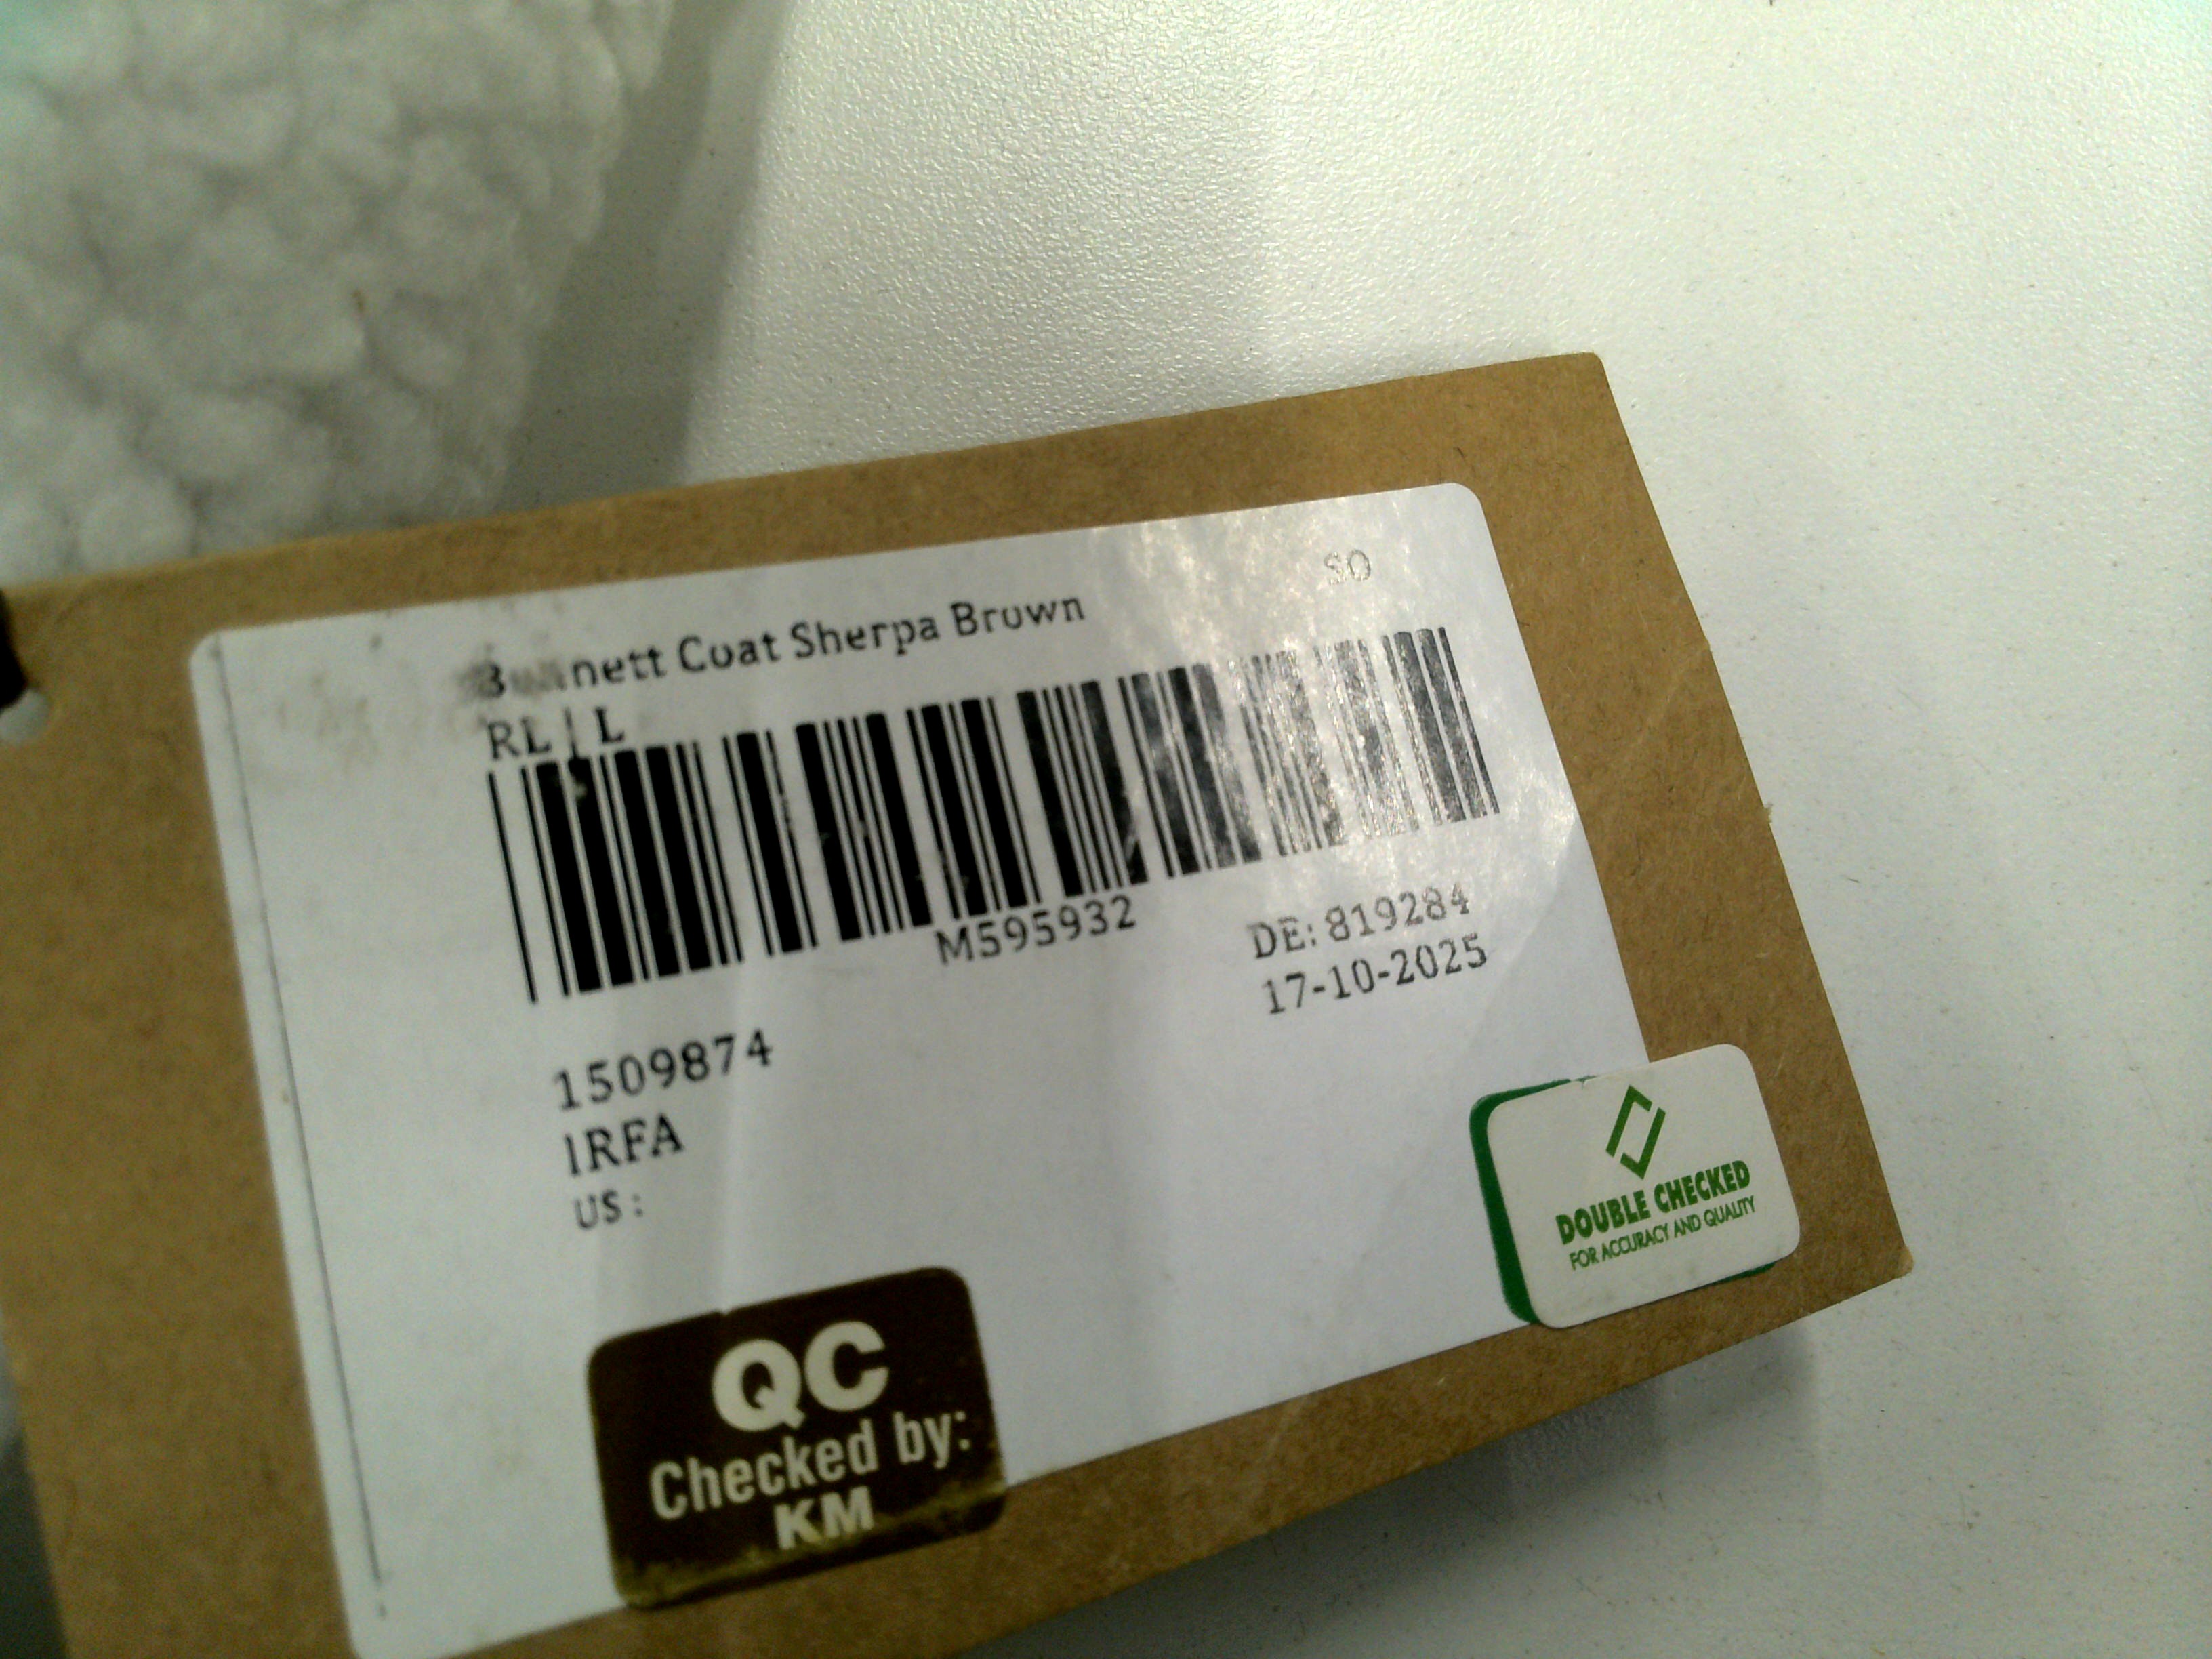 SO
Coat Sherpa Brown
RL | L
M595932
DE: 819284
17-10-2025
1509874
IRFA
US :
QC
Checked by:
KM
DOUBLE CHECKED
FOR ACCURACY AND QUALITY